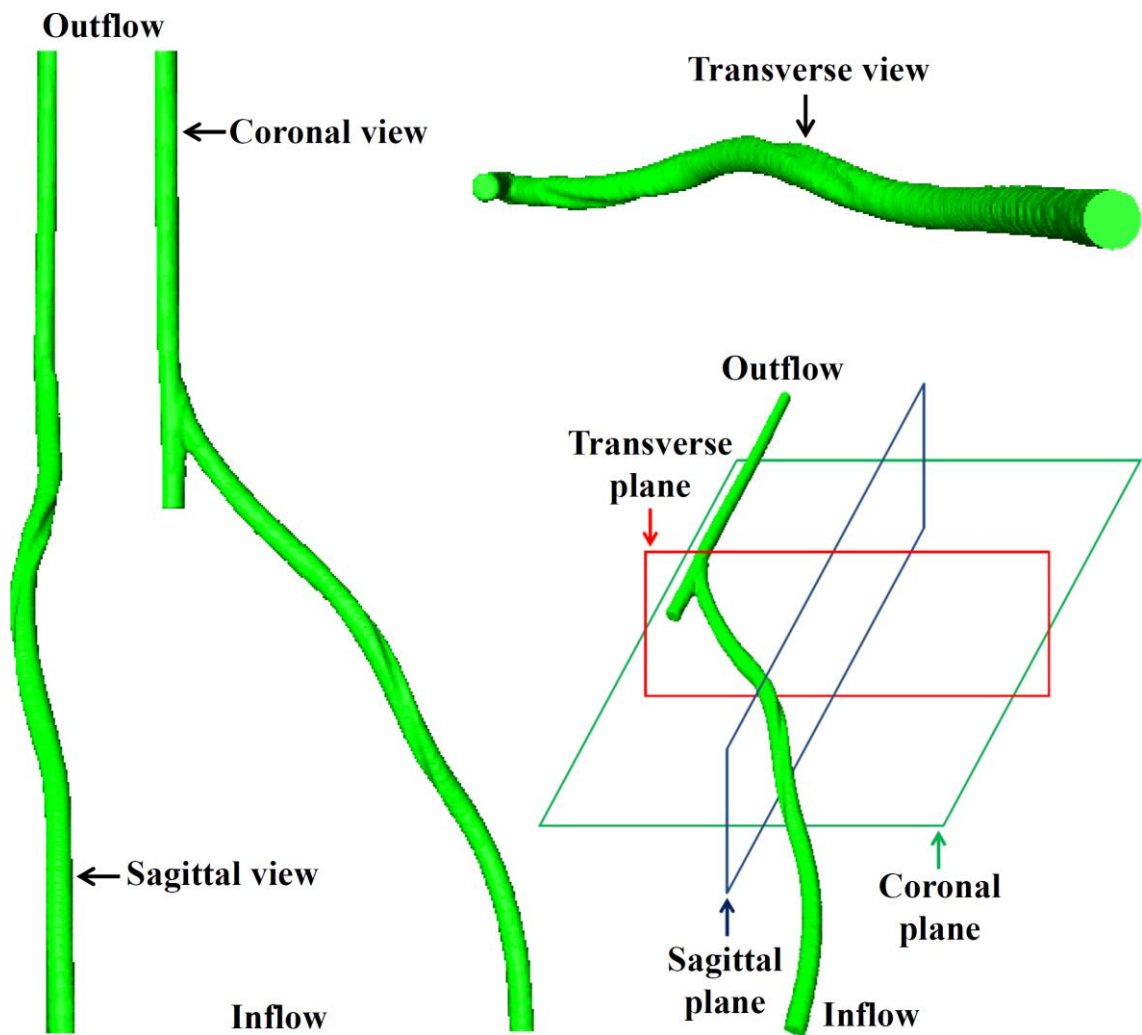 Outflow
Coronal view
Transverse view
Outflow
Transverse
plane
Sagittal view
Coronal
plane
Sagittal
plane
Inflow
Inflow